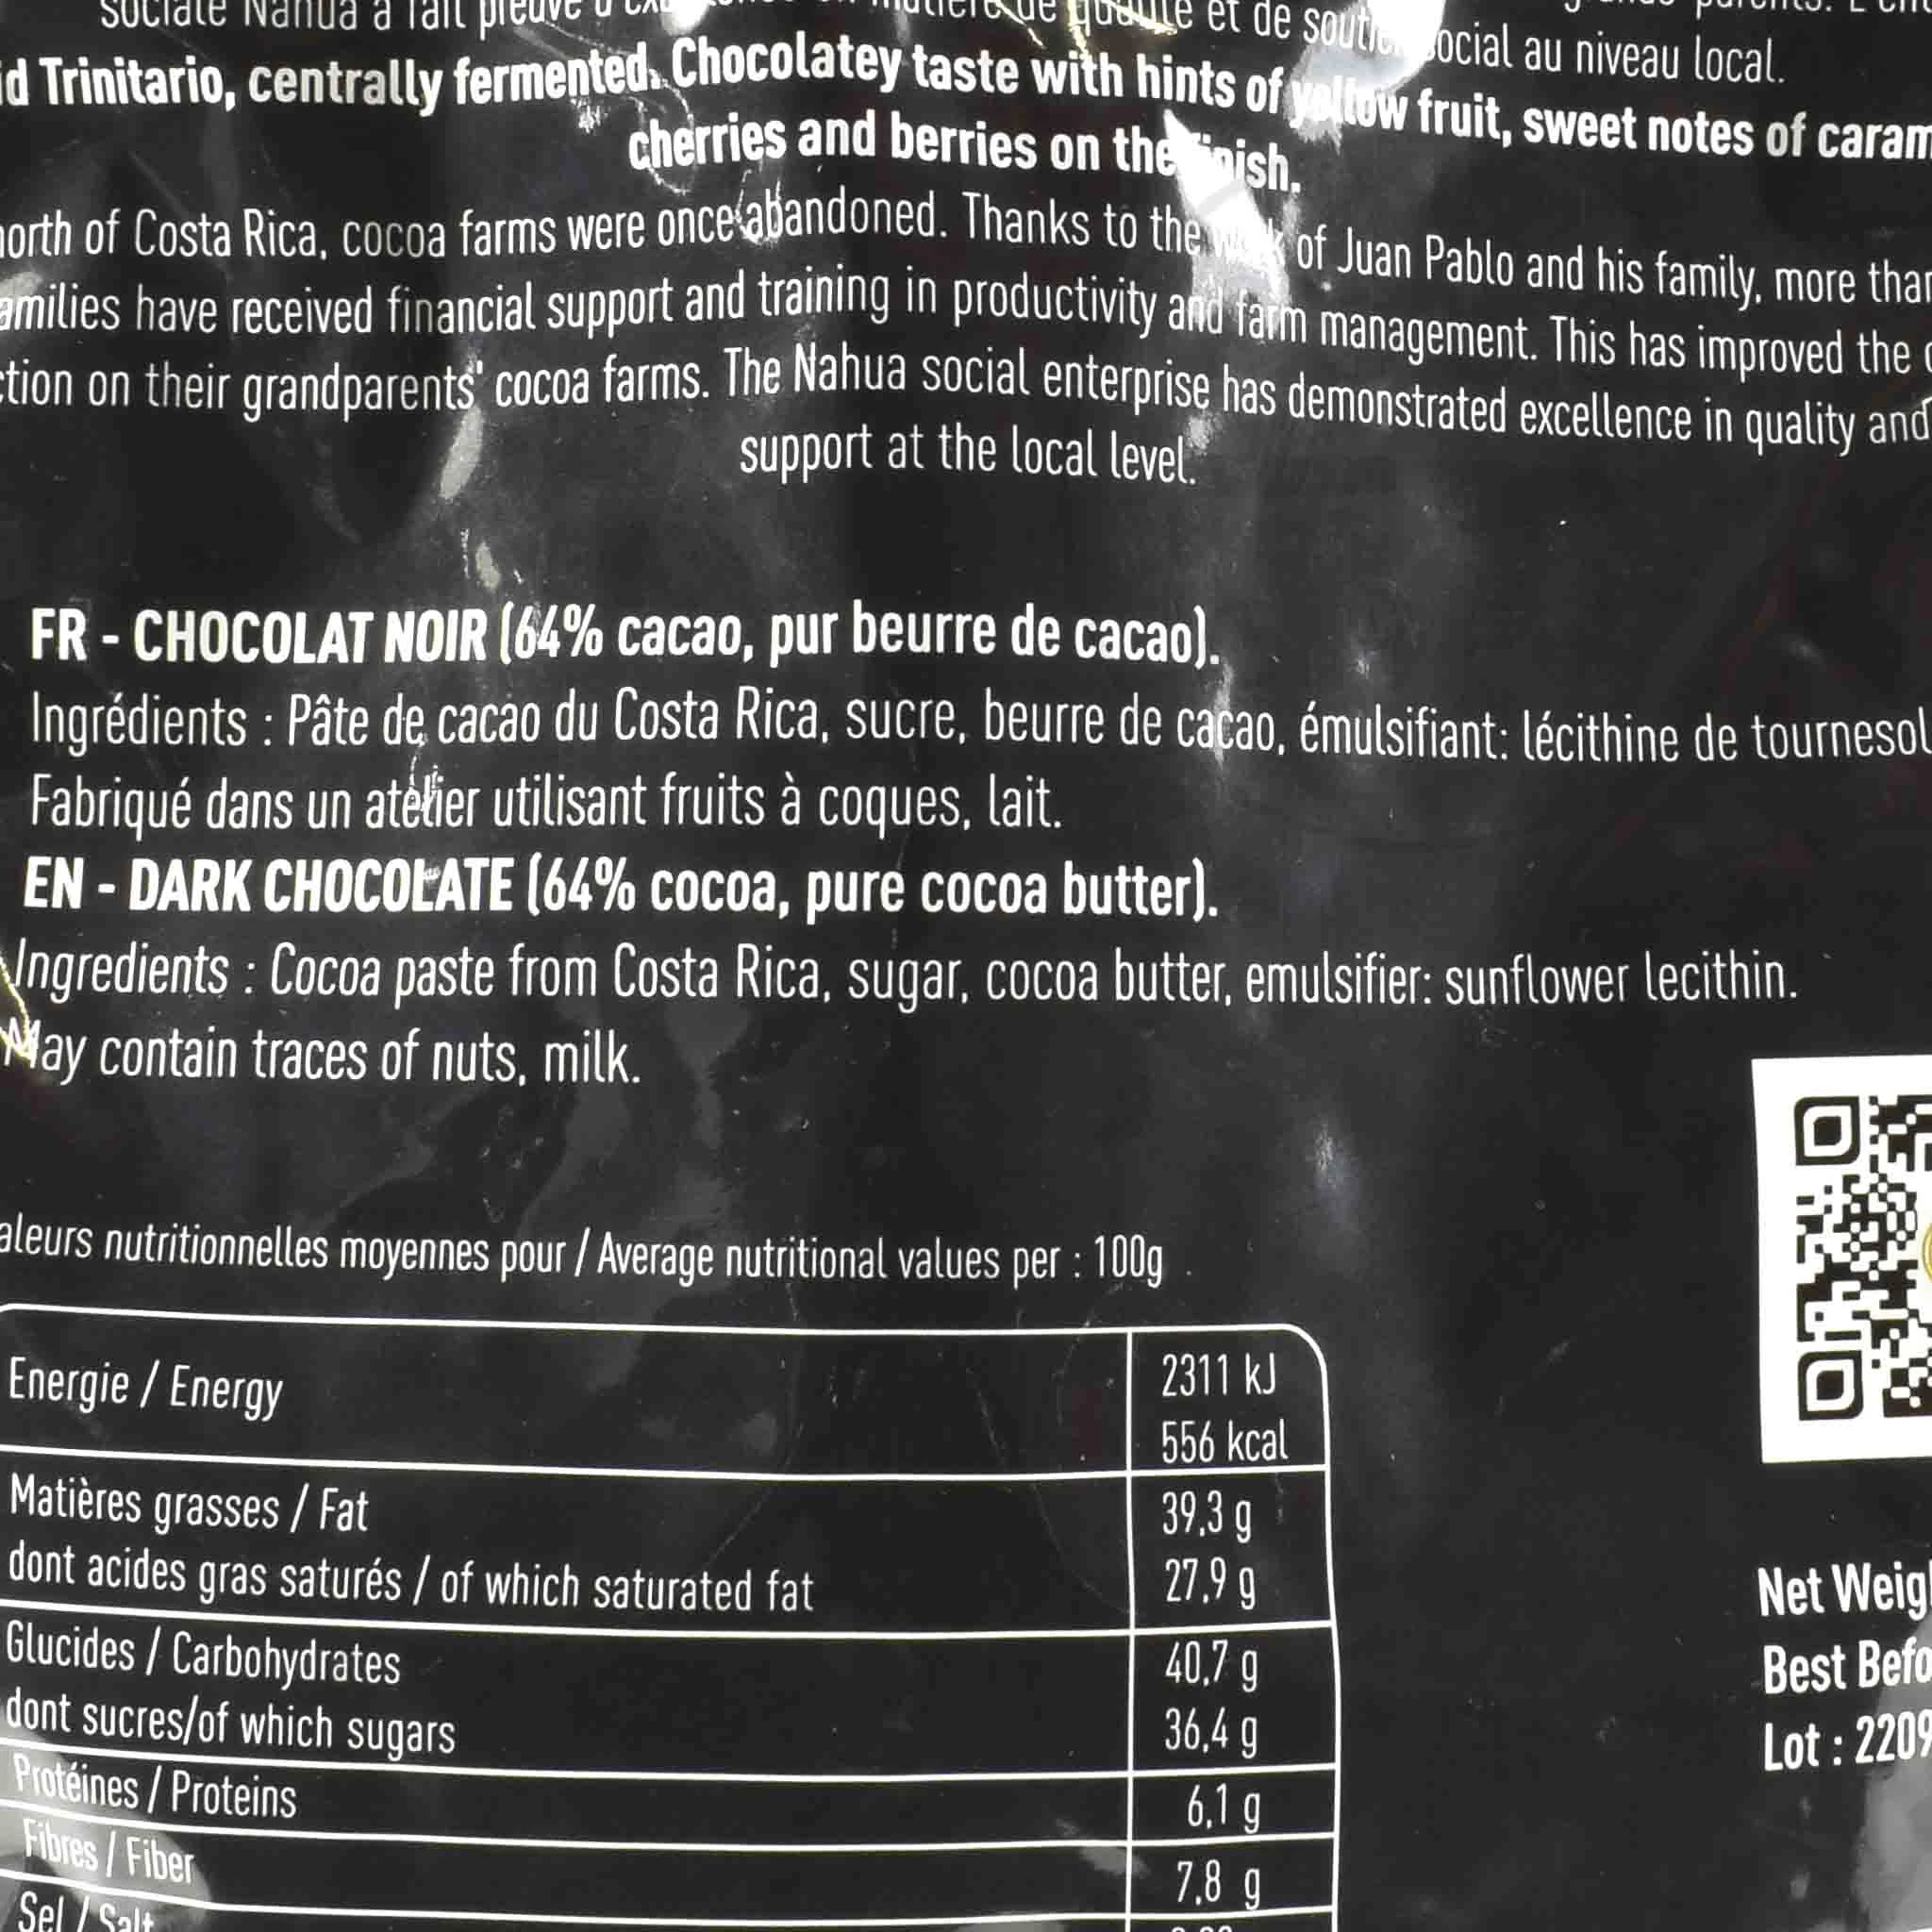 sociale Nahua a fait preuve de et de soutien social au niveau local.
Trinitario, centrally fermented. Chocolatey taste with hints of yellow fruit, sweet notes of
cherries and berries on the finish.
of Costa Rica, cocoa farms were once abandoned. Thanks to the work of Juan Pablo and his family, more
have received financial support and training in productivity and farm management. This has improved the
on their grandparents' cocoa farms. The Nahua social enterprise has demonstrated excellence in quality and
support at the local level.
FR - CHOCOLAT NOIR (64% cacao, pur beurre de cacao).
Ingrédients : Pâte de cacao du Costa Rica, sucre, beurre de cacao, émulsifiant: lécithine de tournesol
Fabriqué dans un atelier utilisant fruits à coques, lait.
EN - DARK CHOCOLATE (64% cocoa, pure cocoa butter).
Ingredients : Cocoa paste from Costa Rica, sugar, cocoa butter, emulsifier: sunflower lecithin.
May contain traces of nuts, milk.
aleurs nutritionnelles moyennes pour / Average nutritional values per : 100g
Energie / Energy 2311 kJ
556 kcal
Matières grasses / Fat 39,3 g
dont acides gras saturés / of which saturated fat 27,9 g
Glucides / Carbohydrates 40,7 g
dont sucres/of which sugars 36,4 g
Protéines / Proteins 6,1 g
Fibres / Fiber 7,8 g
Sel / Salt
Net Weig
Best Befo
Lot : 2209